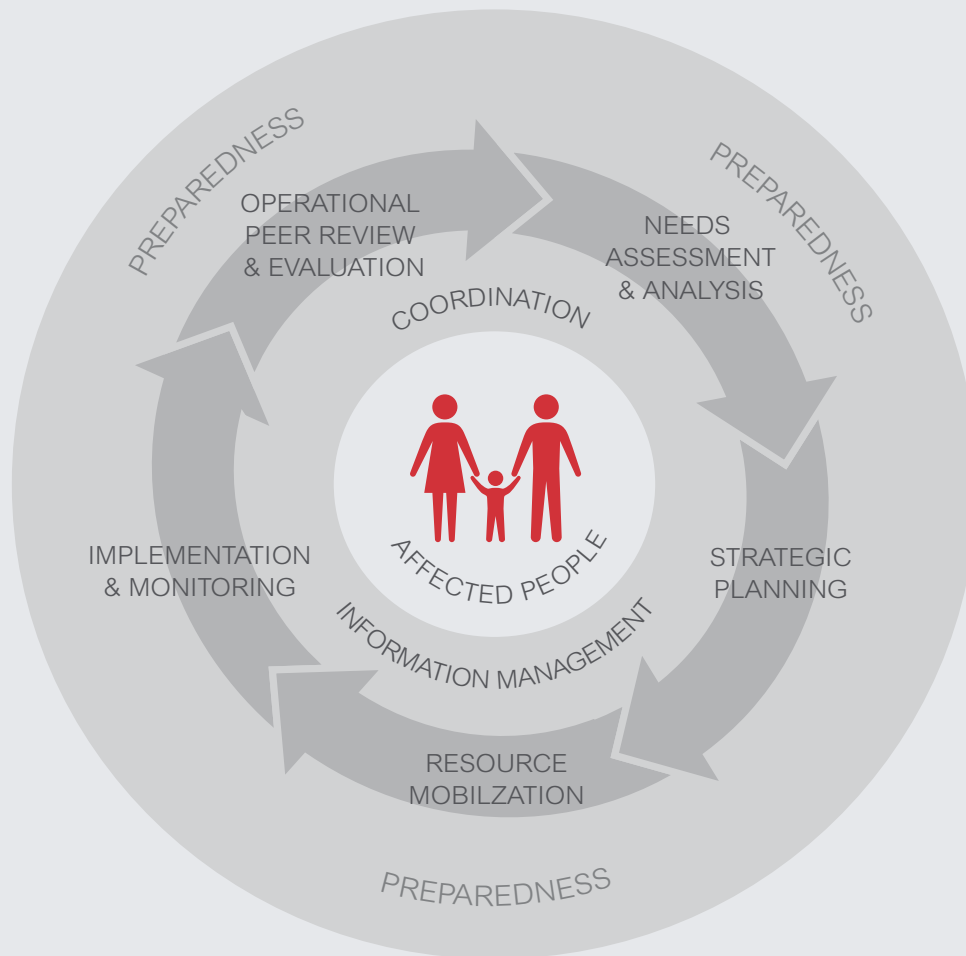 PREPAREDNESS
PREPAREDNESS
OPERATIONAL
PEER REVIEW
& EVALUATION
NEEDS
ASSESSMENT
& ANALYSIS
COORDINATION
AFFECTED PEOPLE
IMPLEMENTATION
& MONITORING
STRATEGIC
PLANNING
INFORMATION MANAGEMENT
RESOURCE
MOBILZATION
PREPAREDNESS